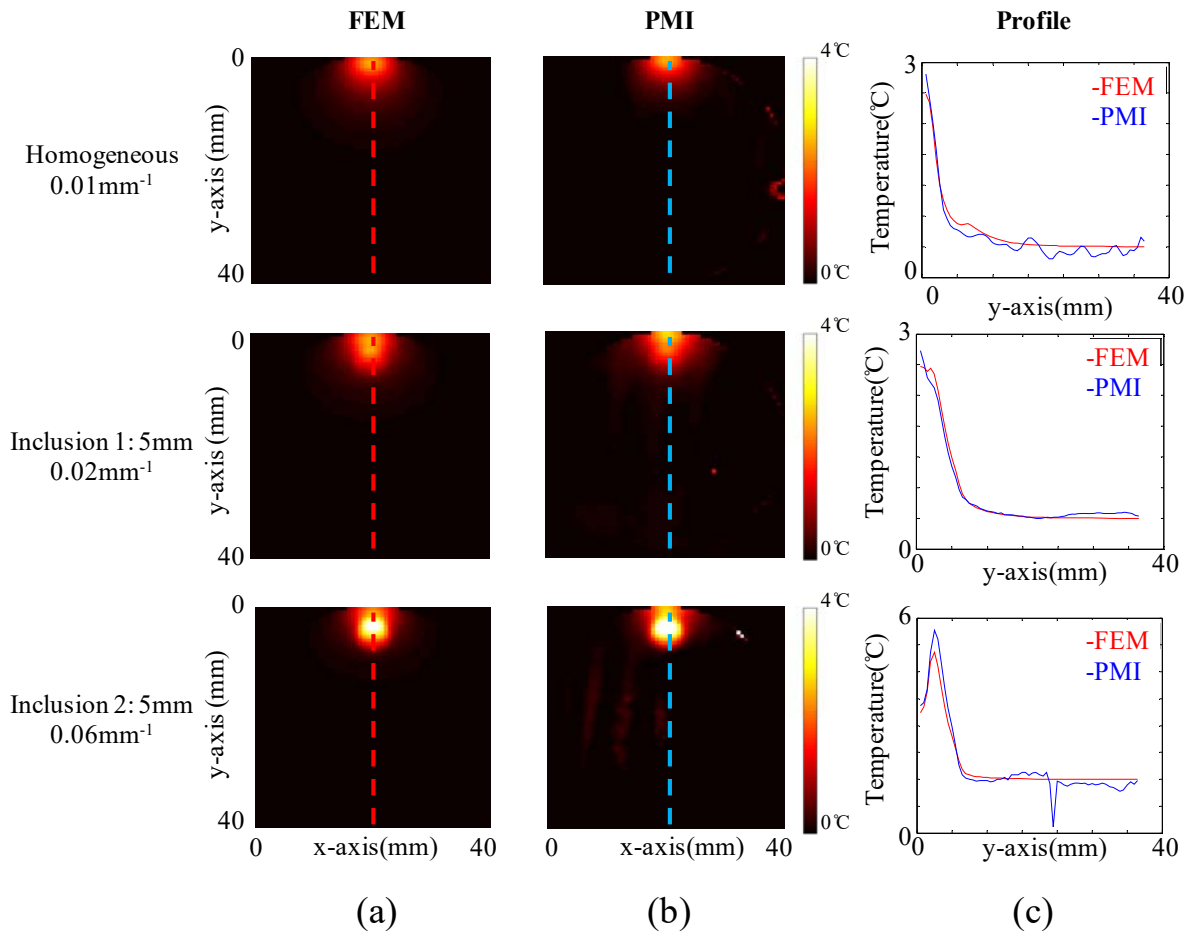 FEM
PMI
Profile
Homogeneous
0.01mm⁻¹
y-axis (mm)
0
40
4℃
0℃
Temperature(℃)
3
0
-FEM
-PMI
0
40
y-axis(mm)
Inclusion 1: 5mm
0.02mm⁻¹
y-axis (mm)
0
40
4℃
0℃
Temperature(℃)
3
0
-FEM
-PMI
0
40
y-axis(mm)
Inclusion 2: 5mm
0.06mm⁻¹
y-axis (mm)
0
40
0
x-axis(mm)
40
0
x-axis(mm)
40
4℃
0℃
Temperature(℃)
6
0
-FEM
-PMI
0
40
y-axis(mm)
(a)
(b)
(c)